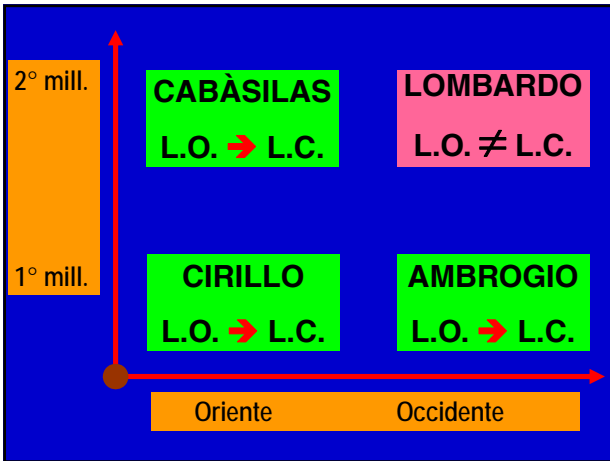 2° mill.
CABÀSILAS
L.O. ➔ L.C.
LOMBARDO
L.O. ≠ L.C.
1° mill.
CIRILLO
L.O. ➔ L.C.
AMBROGIO
L.O. ➔ L.C.
Oriente
Occidente